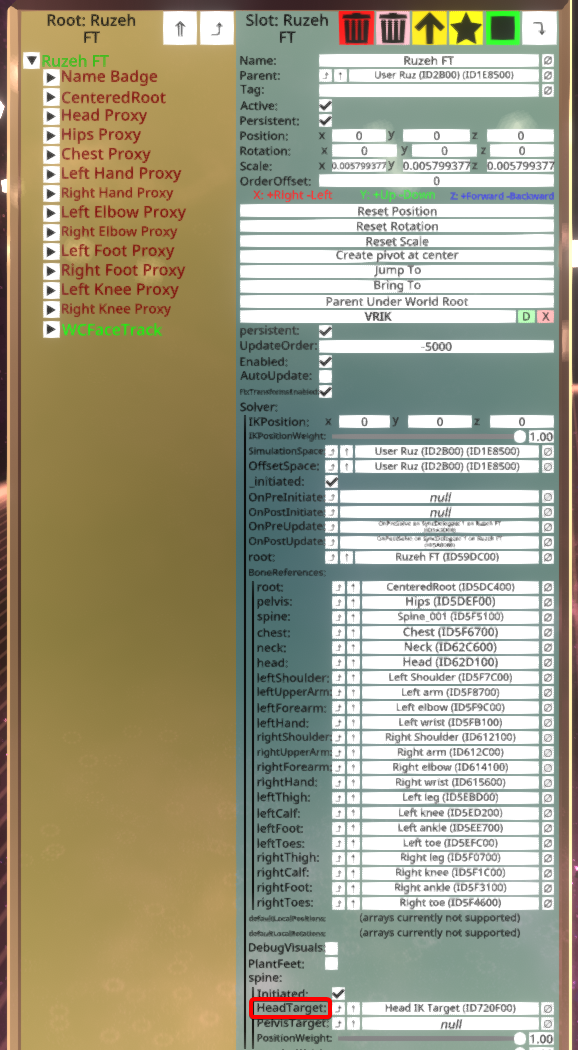 Root: Ruzeh FT
Slot: Ruzeh FT
Ruzeh FT
Name Badge
CenteredRoot
Head Proxy
Hips Proxy
Chest Proxy
Left Hand Proxy
Right Hand Proxy
Left Elbow Proxy
Right Elbow Proxy
Left Foot Proxy
Right Foot Proxy
Left Knee Proxy
Right Knee Proxy
WCFaceTrack
Name: Ruzeh FT
Parent: User Ruz (ID2B00) (ID1E8500)
Tag:
Active:
Persistent:
Position: x 0 y 0 z 0
Rotation: x 0 y 0 z 0
Scale: x 0.005799377 y 0.005799377 z 0.005799377
OrderOffset: 0
X: +Right -Left Y: +Up -Down Z: +Forward -Backward
Reset Position
Reset Rotation
Reset Scale
Create pivot at center
Jump To
Bring To
Parent Under World Root
VRIK D X
persistent:
UpdateOrder: -5000
Enabled:
AutoUpdate:
FixTransformsEnabled:
Solver:
IKPosition: x 0 y 0 z 0
IKPositionWeight: 1.00
SimulationSpace: User Ruz (ID2B00) (ID1E8500)
OffsetSpace: User Ruz (ID2B00) (ID1E8500)
_initiated:
OnPreInitiate: null
OnPostInitiate: null
OnPreUpdate:
OnPostUpdate:
root: Ruzeh FT (ID59DC00)
BoneReferences:
root: CenteredRoot (ID5DC400)
pelvis: Hips (ID5DEF00)
spine: Spine_001 (ID5F5100)
chest: Chest (ID5F6700)
neck: Neck (ID62C600)
head: Head (ID62D100)
leftShoulder: Left Shoulder (ID5F7C00)
leftUpperArm: Left arm (ID5F8700)
leftForearm: Left elbow (ID5F9C00)
leftHand: Left wrist (ID5FB100)
rightShoulder: Right Shoulder (ID612100)
rightUpperArm: Right arm (ID612C00)
rightForearm: Right elbow (ID614100)
rightHand: Right wrist (ID615600)
leftThigh: Left leg (ID5EBD00)
leftCalf: Left knee (ID5ED200)
leftFoot: Left ankle (ID5EE700)
leftToes: Left toe (ID5EFC00)
rightThigh: Right leg (ID5F0700)
rightCalf: Right knee (ID5F1C00)
rightFoot: Right ankle (ID5F3100)
rightToes: Right toe (ID5F4600)
defaultLocalPositions: (arrays currently not supported)
defaultLocalRotations: (arrays currently not supported)
DebugVisuals:
PlantFeet:
spine:
Initiated:
HeadTarget: Head IK Target (ID720F00)
PelvisTarget: null
PositionWeight: 1.00